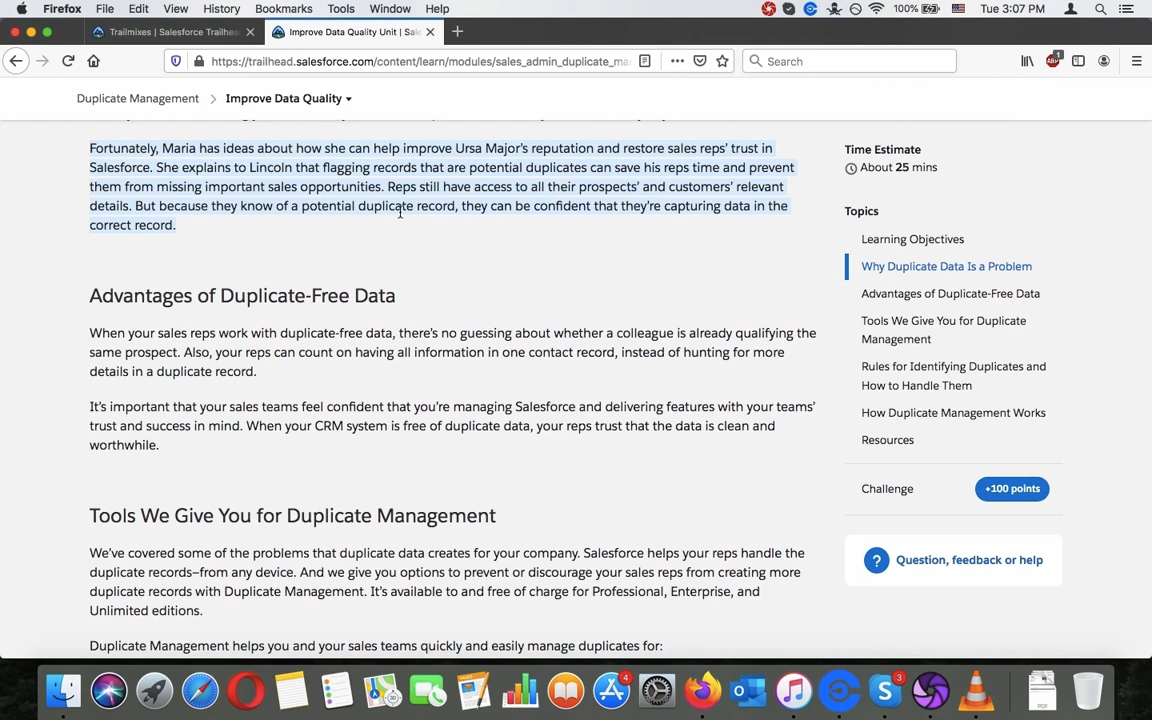 Firefox File Edit View History Bookmarks Tools Window Help 100% Tue 3:07 PM
Trailmixes | Salesforce Trailhea
Improve Data Quality Unit | Sale
https://trailhead.salesforce.com/content/learn/modules/sales_admin_duplicate_ma
Search
1
Duplicate Management
Improve Data Quality
Fortunately, Maria has ideas about how she can help improve Ursa Major's reputation and restore sales reps' trust in
Salesforce. She explains to Lincoln that flagging records that are potential duplicates can save his reps time and prevent
them from missing important sales opportunities. Reps still have access to all their prospects' and customers' relevant
details. But because they know of a potential duplicate record, they can be confident that they're capturing data in the
correct record.
Advantages of Duplicate-Free Data
When your sales reps work with duplicate-free data, there's no guessing about whether a colleague is already qualifying the
same prospect. Also, your reps can count on having all information in one contact record, instead of hunting for more
details in a duplicate record.
It's important that your sales teams feel confident that you're managing Salesforce and delivering features with your teams'
trust and success in mind. When your CRM system is free of duplicate data, your reps trust that the data is clean and
worthwhile.
Tools We Give You for Duplicate Management
We've covered some of the problems that duplicate data creates for your company. Salesforce helps your reps handle the
duplicate records—from any device. And we give you options to prevent or discourage your sales reps from creating more
duplicate records with Duplicate Management. It's available to and free of charge for Professional, Enterprise, and
Unlimited editions.
Duplicate Management helps you and your sales teams quickly and easily manage duplicates for:
Time Estimate
About 25 mins
Topics
Learning Objectives
Why Duplicate Data Is a Problem
Advantages of Duplicate-Free Data
Tools We Give You for Duplicate
Management
Rules for Identifying Duplicates and
How to Handle Them
How Duplicate Management Works
Resources
Challenge
+100 points
? Question, feedback or help
4
3
PDF